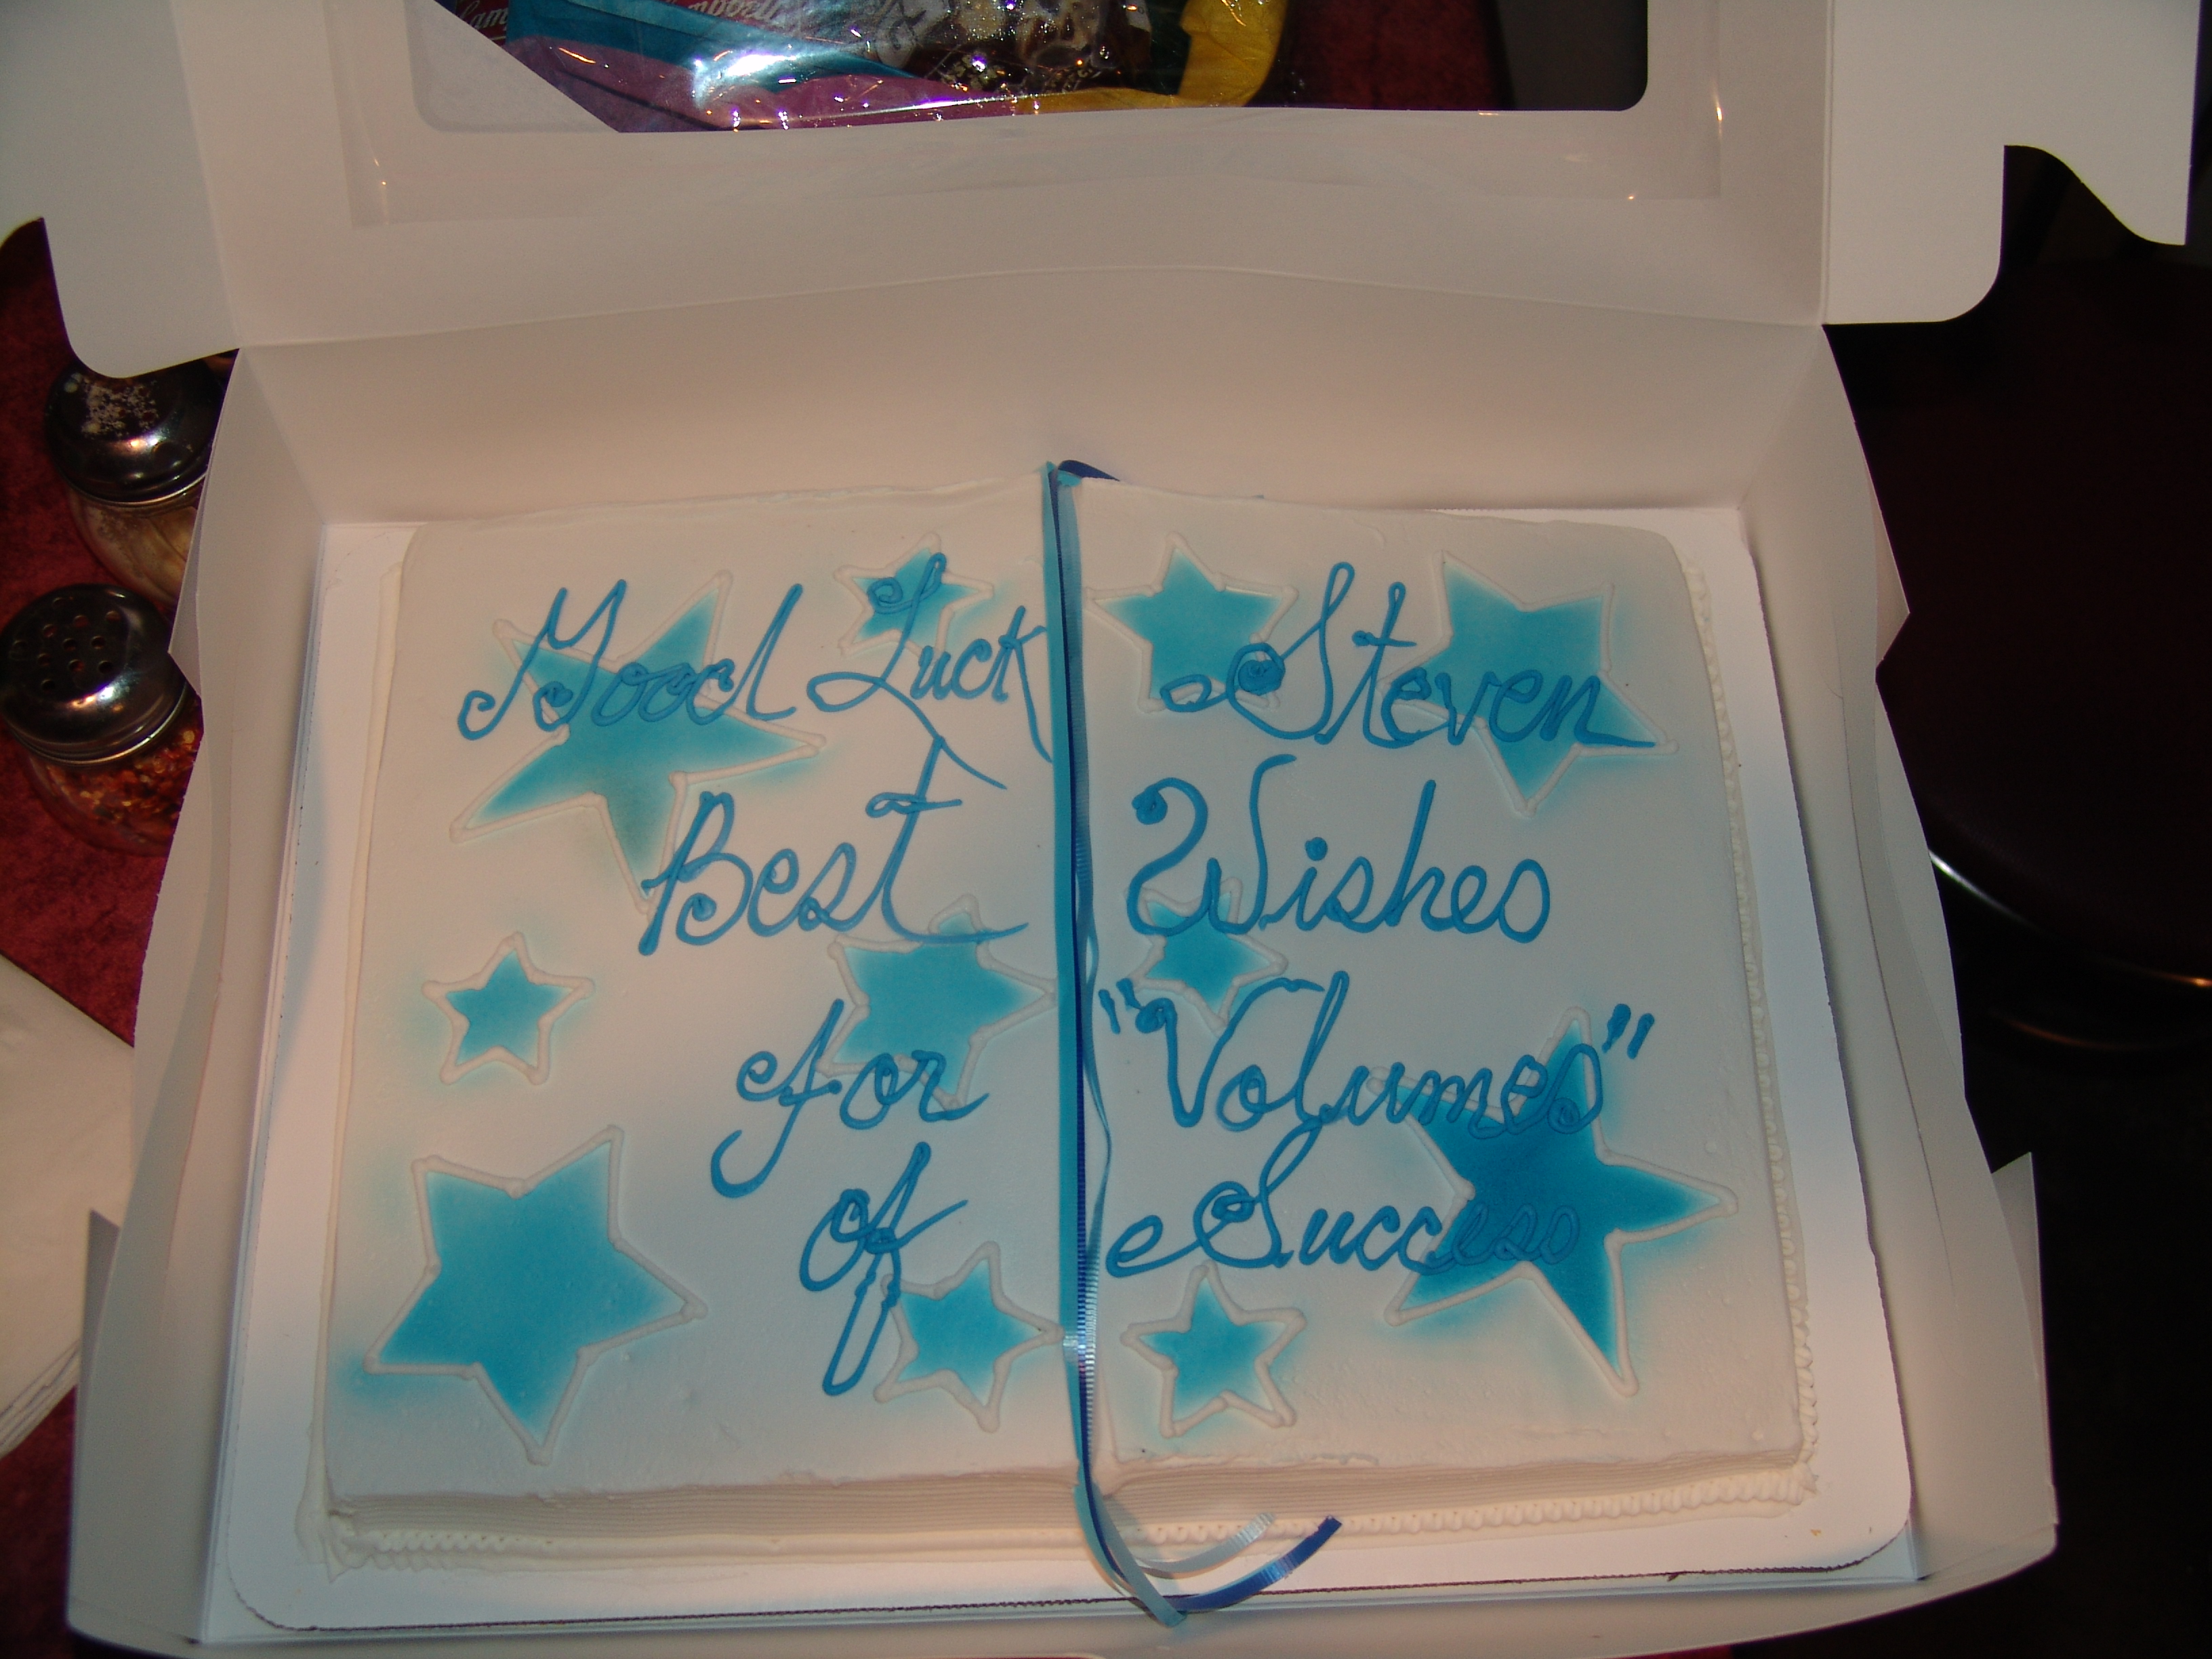 Good Luck Steven
Best Wishes
for "Volumes"
of Success